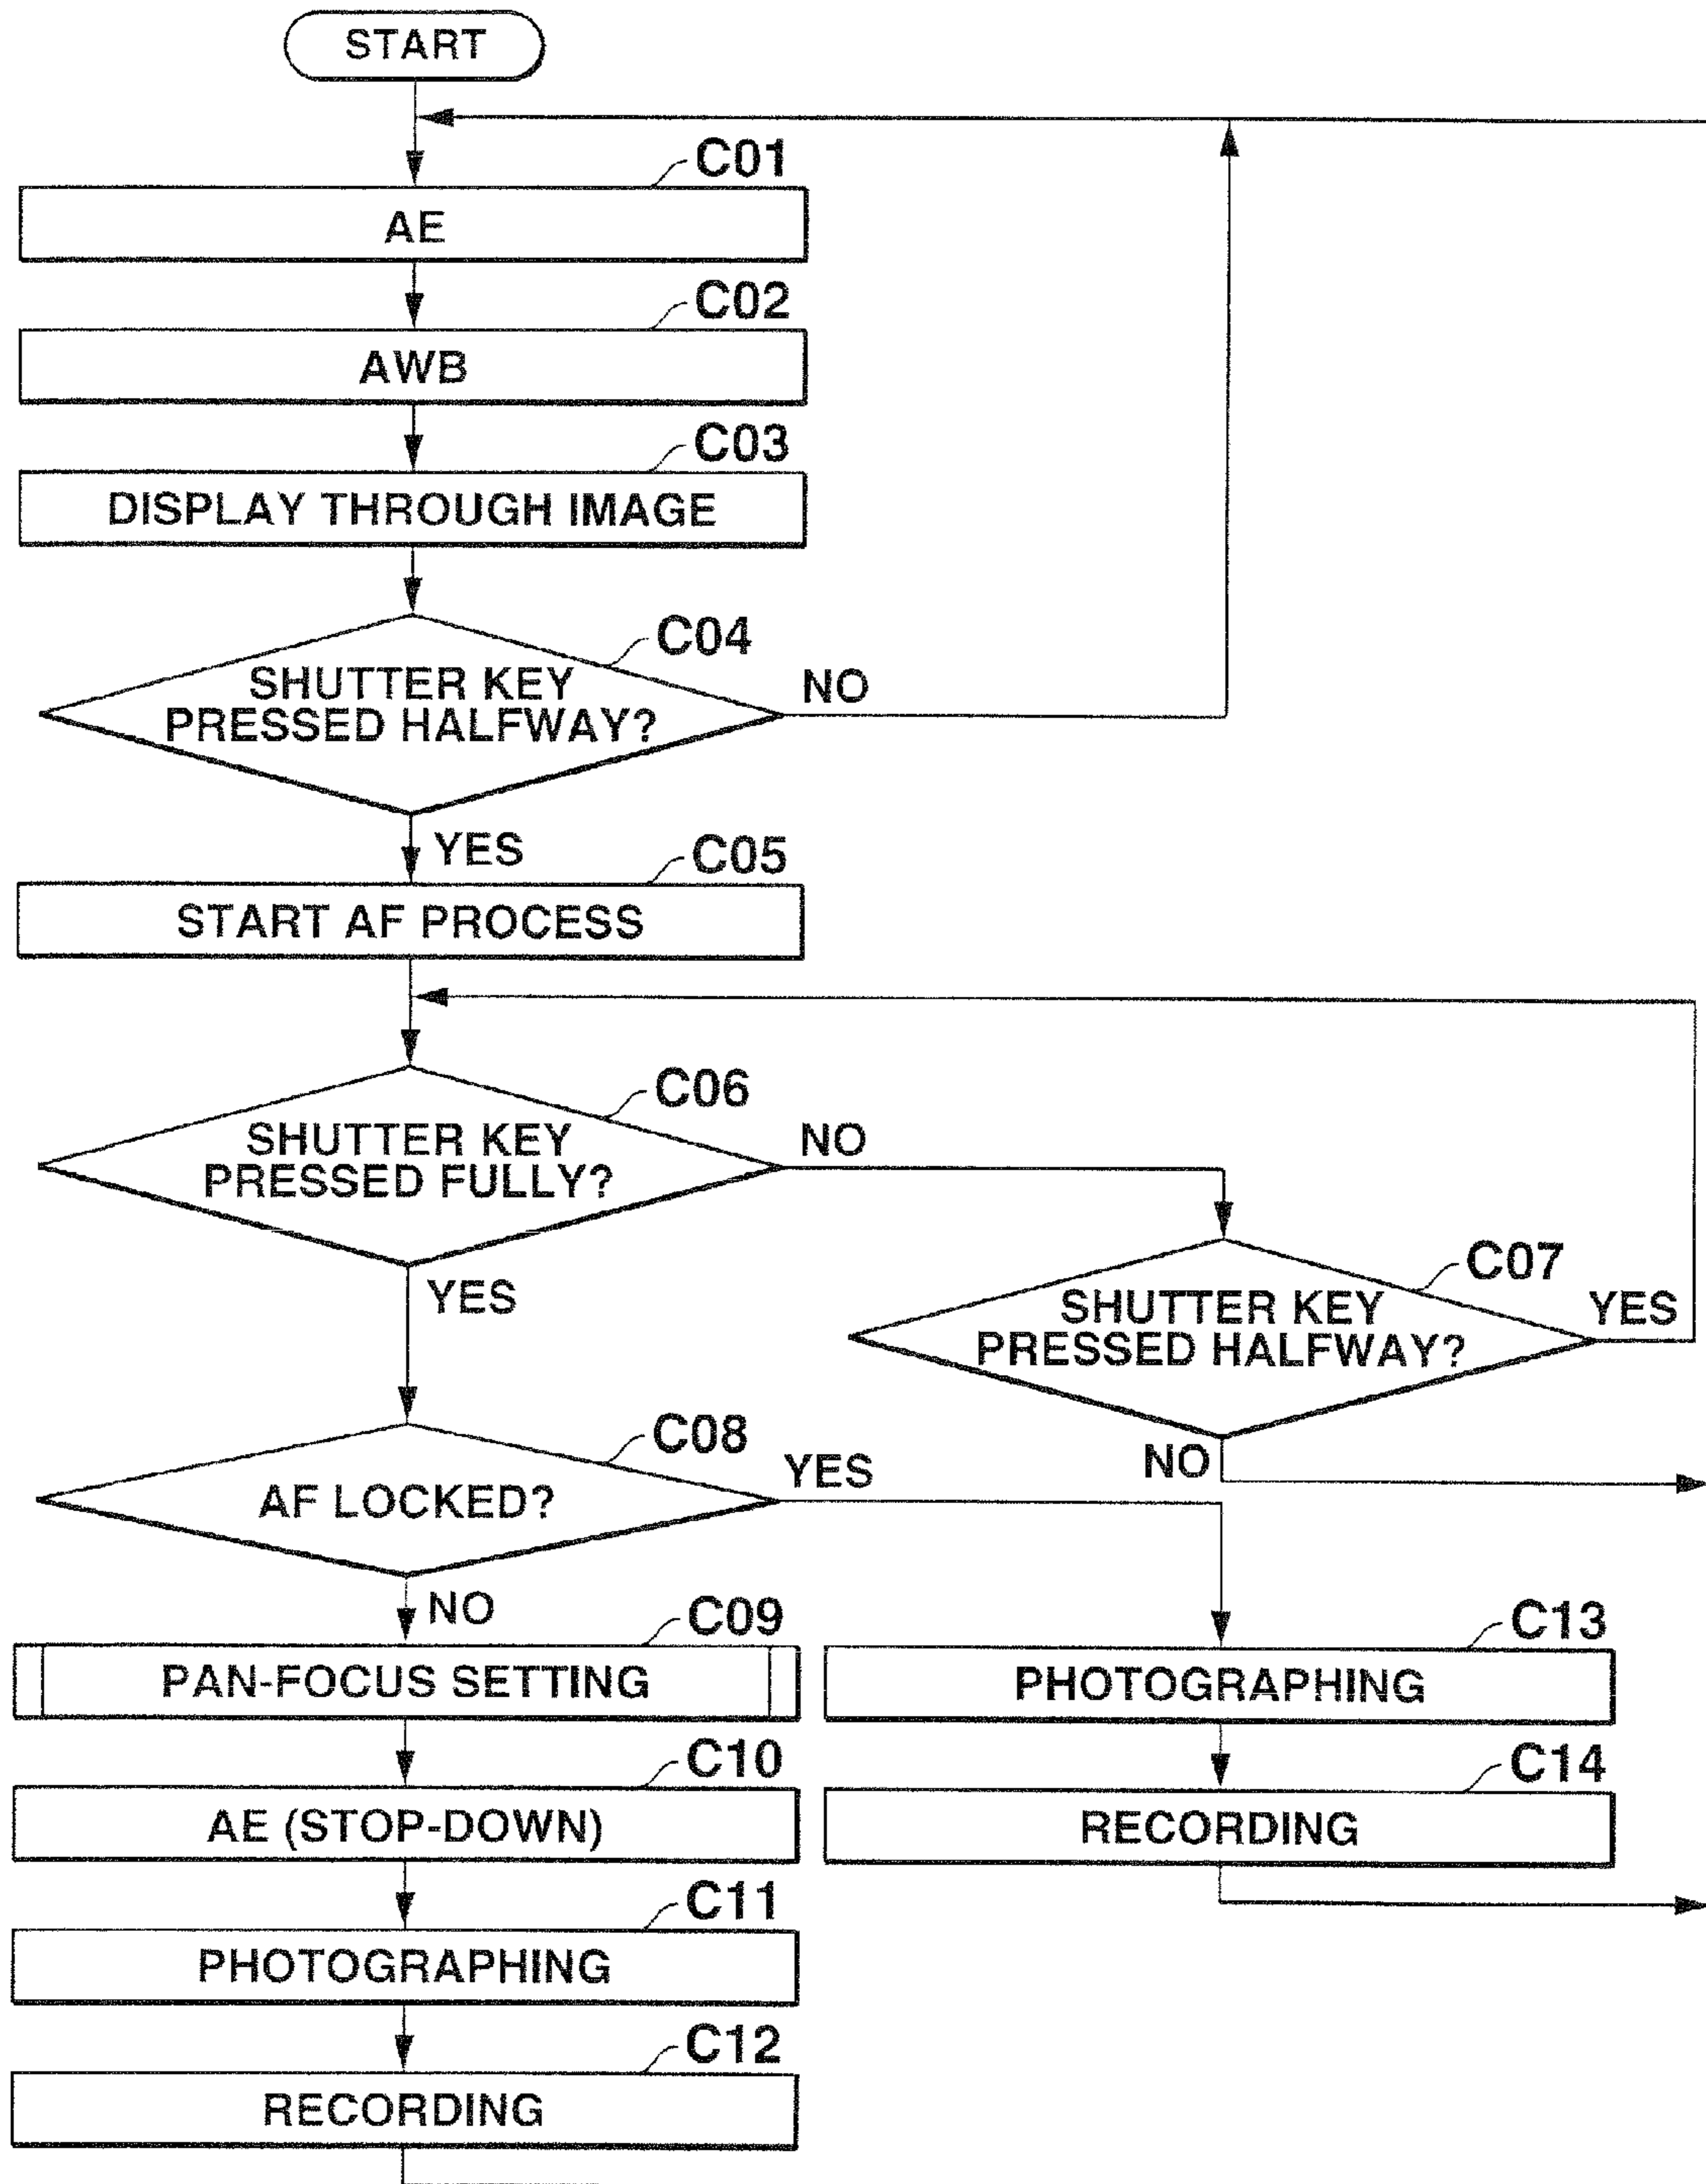 START
C01
AE
C02
AWB
C03
DISPLAY THROUGH IMAGE
C04
SHUTTER KEY
PRESSED HALFWAY?
NO
YES
C05
START AF PROCESS
C06
SHUTTER KEY
PRESSED FULLY?
NO
YES
C07
SHUTTER KEY
PRESSED HALFWAY?
YES
NO
C08
AF LOCKED?
YES
NO
C09
PAN-FOCUS SETTING
C13
PHOTOGRAPHING
C10
AE (STOP-DOWN)
C14
RECORDING
C11
PHOTOGRAPHING
C12
RECORDING